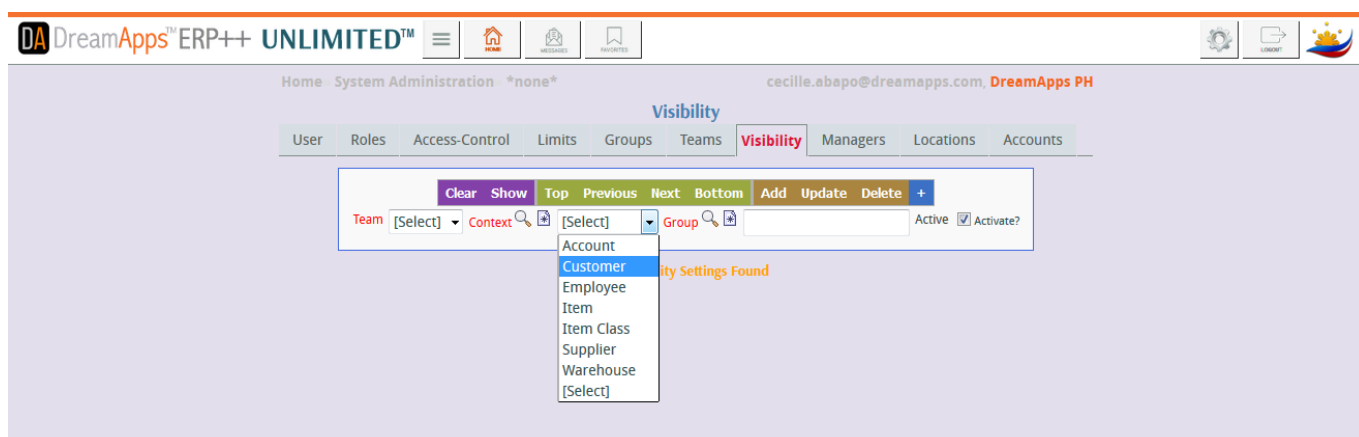 DA DreamApps™ ERP++ UNLIMITED™ HOME MESSAGES FAVORITES LOGOUT
Home System Administration *none* cecille.abapo@dreamapps.com, DreamApps PH
Visibility
User Roles Access-Control Limits Groups Teams Visibility Managers Locations Accounts
Clear Show Top Previous Next Bottom Add Update Delete +
Team [Select] Context [Select] Group Active Activate?
Account
Customer
ity Settings Found
Employee
Item
Item Class
Supplier
Warehouse
[Select]